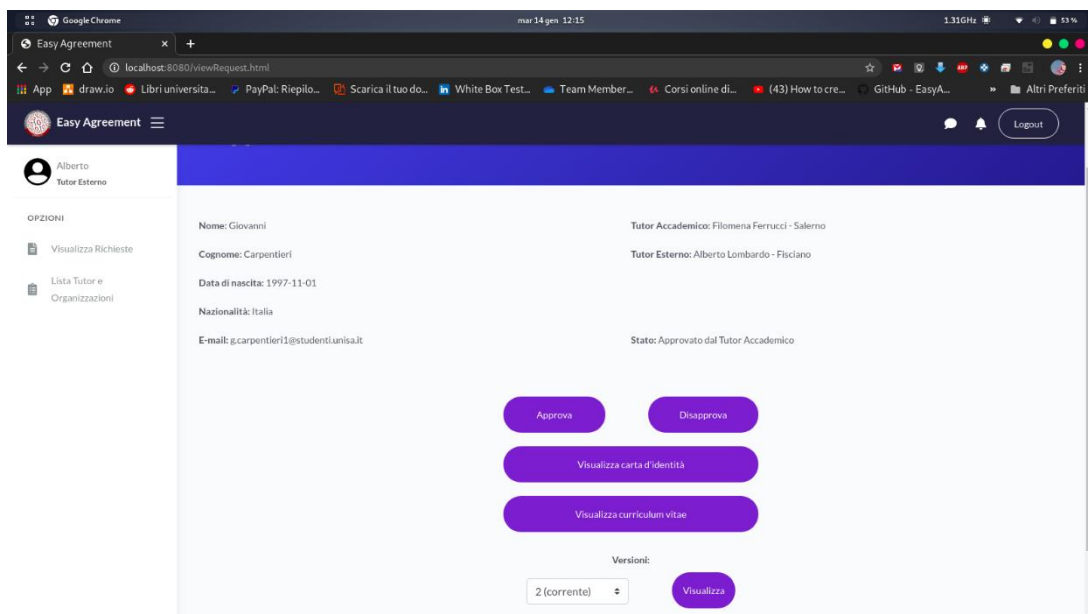 Google Chrome
mar 14 gen 12:15
1.31GHz
53 %
Easy Agreement
localhost:8080/viewRequest.html
App
draw.io
Libri universita...
PayPal: Riepilo...
Scarica il tuo do...
White Box Test...
Team Member...
Corsi online di...
(43) How to cre...
GitHub - EasyA...
»
Altri Preferiti
Easy Agreement
Logout
Alberto
Tutor Esterno
OPZIONI
Visualizza Richieste
Lista Tutor e
Organizzazioni
Nome: Giovanni
Tutor Accademico: Filomena Ferrucci - Salerno
Cognome: Carpentieri
Tutor Esterno: Alberto Lombardo - Fisciano
Data di nascita: 1997-11-01
Nazionalità: Italia
E-mail: g.carpentieri1@studenti.unisa.it
Stato: Approvato dal Tutor Accademico
Approva
Disapprova
Visualizza carta d'identità
Visualizza curriculum vitae
Versioni:
2 (corrente)
Visualizza